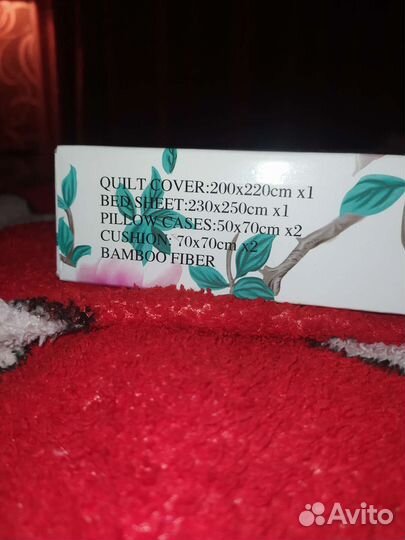 QUILT COVER:200x220cm x1
BED SHEET:230x250cm x1
PILLOW CASES:50x70cm x2
CUSHION: 70x70cm x2
BAMBOO FIBER
Avito